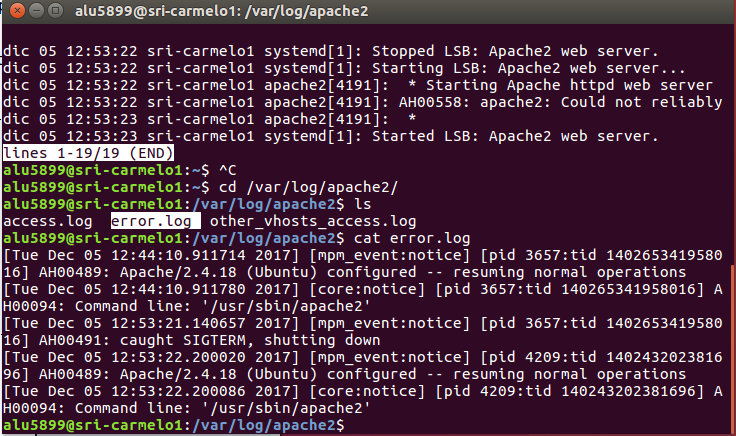 alu5899@sri-carmelo1: /var/log/apache2
dic 05 12:53:22 sri-carmelo1 systemd[1]: Stopped LSB: Apache2 web server.
dic 05 12:53:22 sri-carmelo1 systemd[1]: Starting LSB: Apache2 web server...
dic 05 12:53:22 sri-carmelo1 apache2[4191]:  * Starting Apache httpd web server
dic 05 12:53:22 sri-carmelo1 apache2[4191]: AH00558: apache2: Could not reliably
dic 05 12:53:23 sri-carmelo1 apache2[4191]:  *
dic 05 12:53:23 sri-carmelo1 systemd[1]: Started LSB: Apache2 web server.
lines 1-19/19 (END)
alu5899@sri-carmelo1:~$ ^C
alu5899@sri-carmelo1:~$ cd /var/log/apache2/
alu5899@sri-carmelo1:/var/log/apache2$ ls
access.log  error.log  other_vhosts_access.log
alu5899@sri-carmelo1:/var/log/apache2$ cat error.log
[Tue Dec 05 12:44:10.911714 2017] [mpm_event:notice] [pid 3657:tid 1402653419580
16] AH00489: Apache/2.4.18 (Ubuntu) configured -- resuming normal operations
[Tue Dec 05 12:44:10.911780 2017] [core:notice] [pid 3657:tid 140265341958016] A
H00094: Command line: '/usr/sbin/apache2'
[Tue Dec 05 12:53:21.140657 2017] [mpm_event:notice] [pid 3657:tid 1402653419580
16] AH00491: caught SIGTERM, shutting down
[Tue Dec 05 12:53:22.200020 2017] [mpm_event:notice] [pid 4209:tid 1402432023816
96] AH00489: Apache/2.4.18 (Ubuntu) configured -- resuming normal operations
[Tue Dec 05 12:53:22.200086 2017] [core:notice] [pid 4209:tid 140243202381696] A
H00094: Command line: '/usr/sbin/apache2'
alu5899@sri-carmelo1:/var/log/apache2$